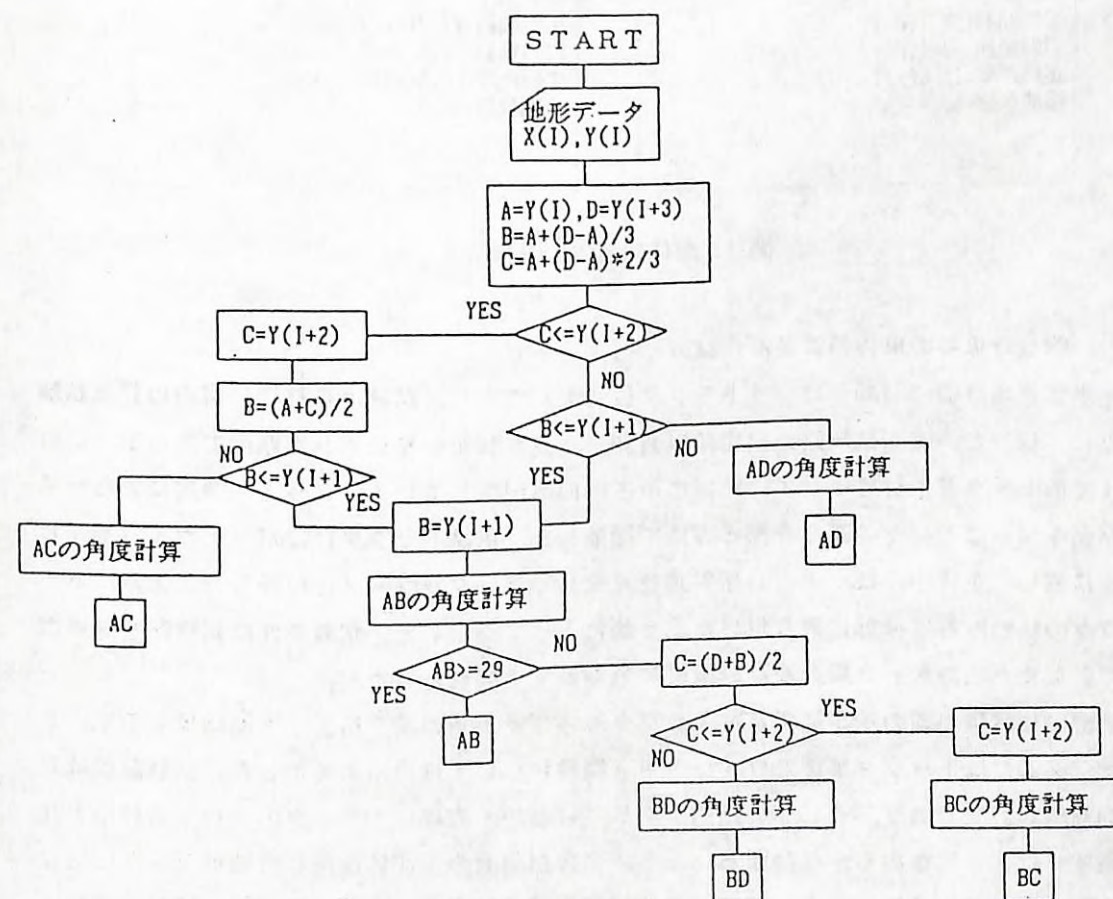 START
地形データ
X(I),Y(I)
A=Y(I),D=Y(I+3)
B=A+(D-A)/3
C=A+(D-A)*2/3
YES
C<=Y(I+2)
C=Y(I+2)
NO
B=(A+C)/2
B<=Y(I+1)
NO
NO
YES
B<=Y(I+1)
YES
ADの角度計算
B=Y(I+1)
AD
ACの角度計算
AC
ABの角度計算
NO
AB>=29
YES
C=(D+B)/2
AB
YES
C<=Y(I+2)
C=Y(I+2)
NO
BDの角度計算
BCの角度計算
BD
BC